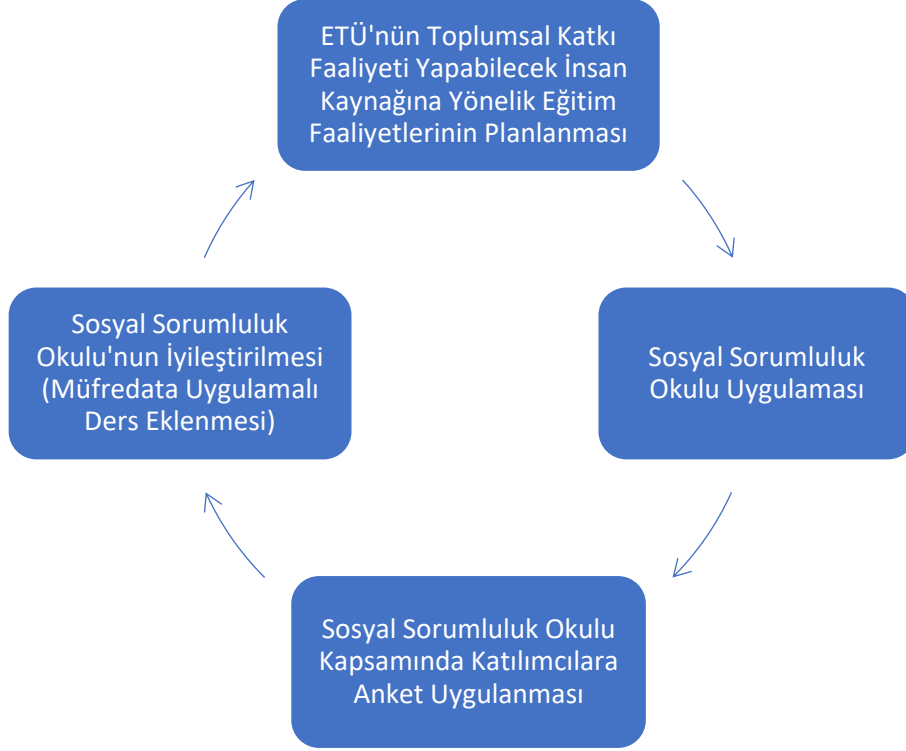 ETÜ'nün Toplumsal Katkı
Faaliyeti Yapabilecek İnsan
Kaynağına Yönelik Eğitim
Faaliyetlerinin Planlanması
Sosyal Sorumluluk
Okulu Uygulaması
Sosyal Sorumluluk Okulu
Kapsamında Katılımcılara
Anket Uygulanması
Sosyal Sorumluluk
Okulu'nun İyileştirilmesi
(Müfredata Uygulamalı
Ders Eklenmesi)